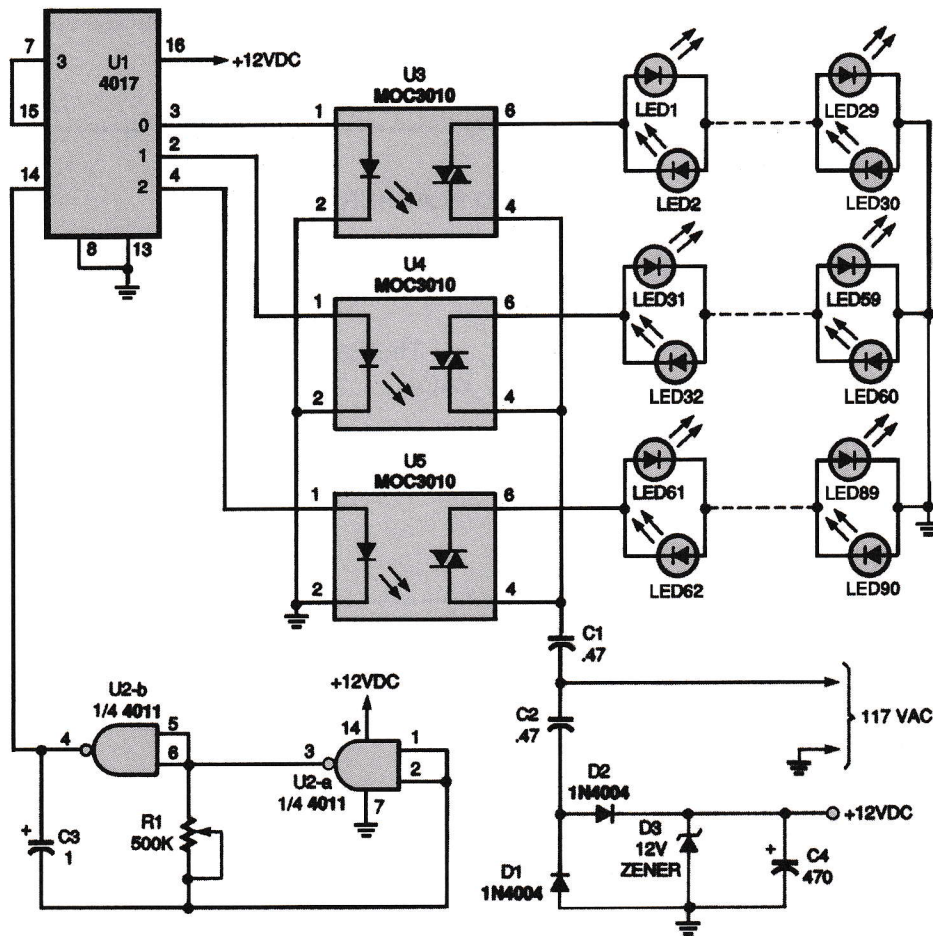 7
3
U1
4017
16
+12VDC
15
0
3
1
2
14
2
4
8
13
U3
MOC3010
1
6
2
4
U4
MOC3010
1
6
2
4
U5
MOC3010
1
6
2
4
LED1
LED2
LED29
LED30
LED31
LED32
LED59
LED60
LED61
LED62
LED89
LED90
C1
.47
C2
.47
117 VAC
D2
1N4004
+12VDC
D3
12V
ZENER
C4
470
+
D1
1N4004
U2-b
1/4 4011
4
5
6
3
+12VDC
14
1
2
U2-a
1/4 4011
7
R1
500K
+
C3
1